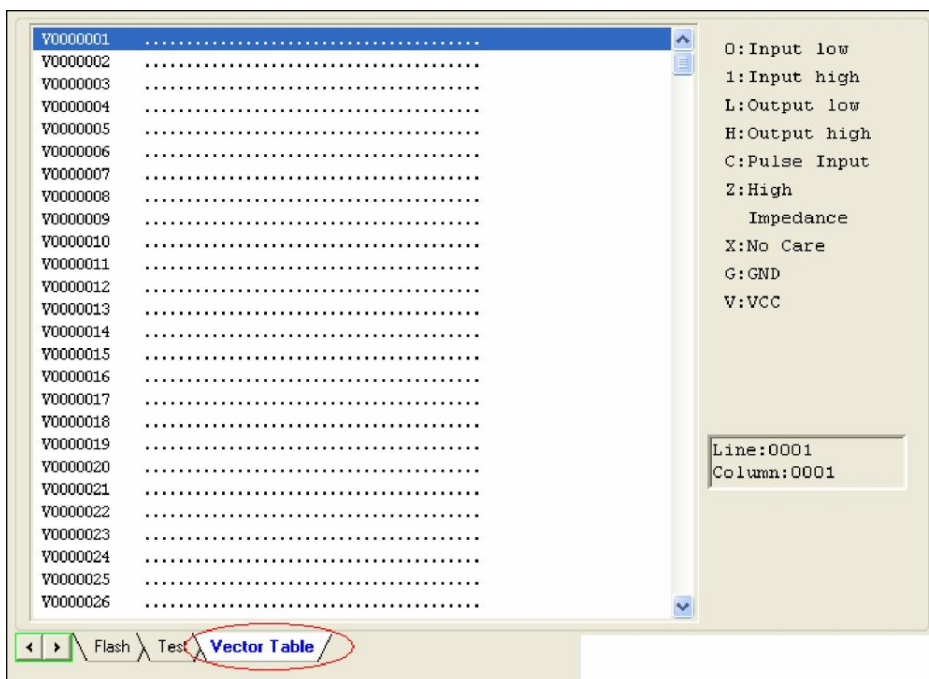 V0000001 ........................................
V0000002 ........................................
V0000003 ........................................
V0000004 ........................................
V0000005 ........................................
V0000006 ........................................
V0000007 ........................................
V0000008 ........................................
V0000009 ........................................
V0000010 ........................................
V0000011 ........................................
V0000012 ........................................
V0000013 ........................................
V0000014 ........................................
V0000015 ........................................
V0000016 ........................................
V0000017 ........................................
V0000018 ........................................
V0000019 ........................................
V0000020 ........................................
V0000021 ........................................
V0000022 ........................................
V0000023 ........................................
V0000024 ........................................
V0000025 ........................................
V0000026 ........................................
0:Input low
1:Input high
L:Output low
H:Output high
C:Pulse Input
Z:High
Impedance
X:No Care
G:GND
V:VCC
Line:0001
Column:0001
Flash Test Vector Table